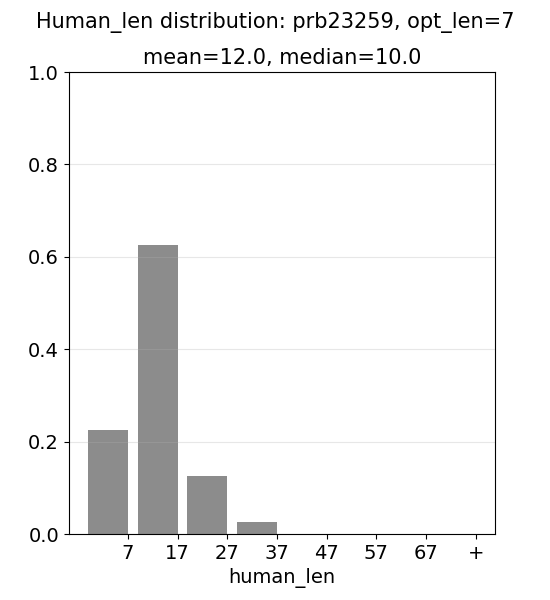 Human_len distribution: prb23259, opt_len=7
mean=12.0, median=10.0
1.0
0.8
0.6
0.4
0.2
0.0
7 17 27 37 47 57 67 +
human_len